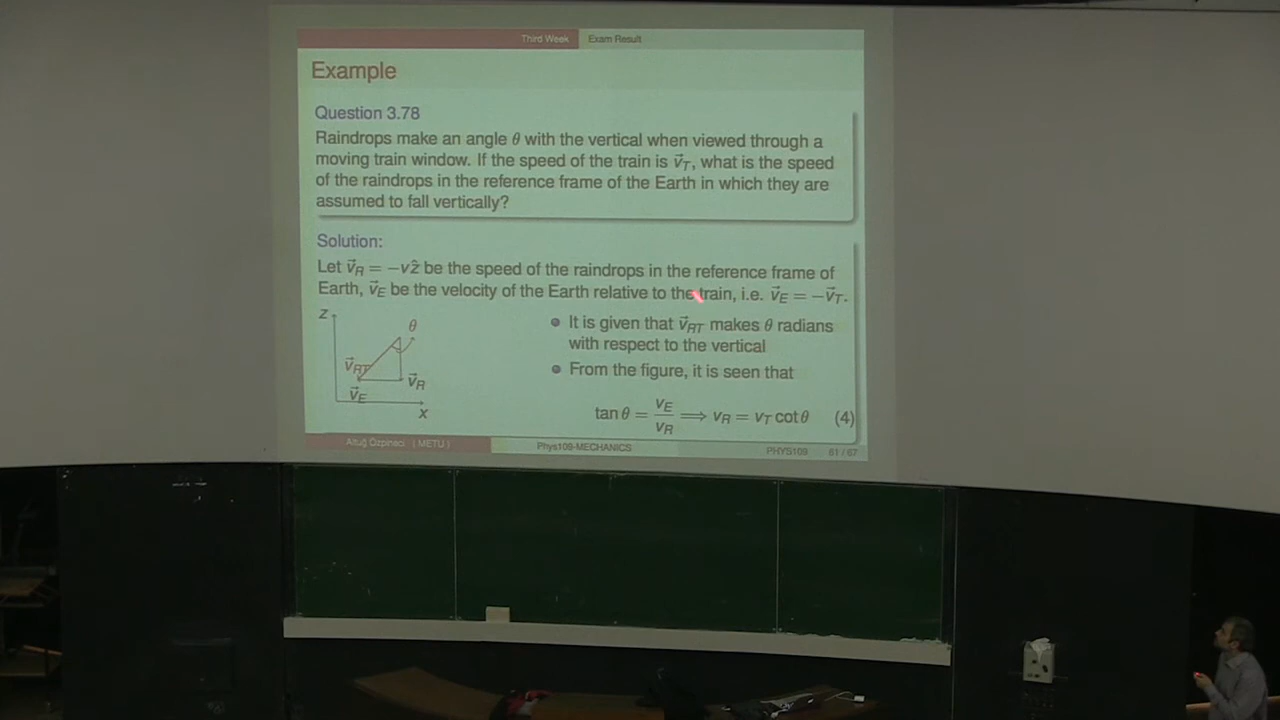 Third Week Exam Result
Example
Question 3.78
Raindrops make an angle θ with the vertical when viewed through a
moving train window. If the speed of the train is v⃗_T, what is the speed
of the raindrops in the reference frame of the Earth in which they are
assumed to fall vertically?
Solution:
Let v⃗_R = −vẑ be the speed of the raindrops in the reference frame of
Earth, v⃗_E be the velocity of the Earth relative to the train, i.e. v⃗_E = −v⃗_T.
z
θ
v⃗_RT
v⃗_R
v⃗_E
x
It is given that v⃗_RT makes θ radians
with respect to the vertical
From the figure, it is seen that
tan θ = v_E / v_R ⟹ v_R = v_T cot θ (4)
Altuğ Özpineci ( METU ) Phys109-MECHANICS PHYS109 61 / 67